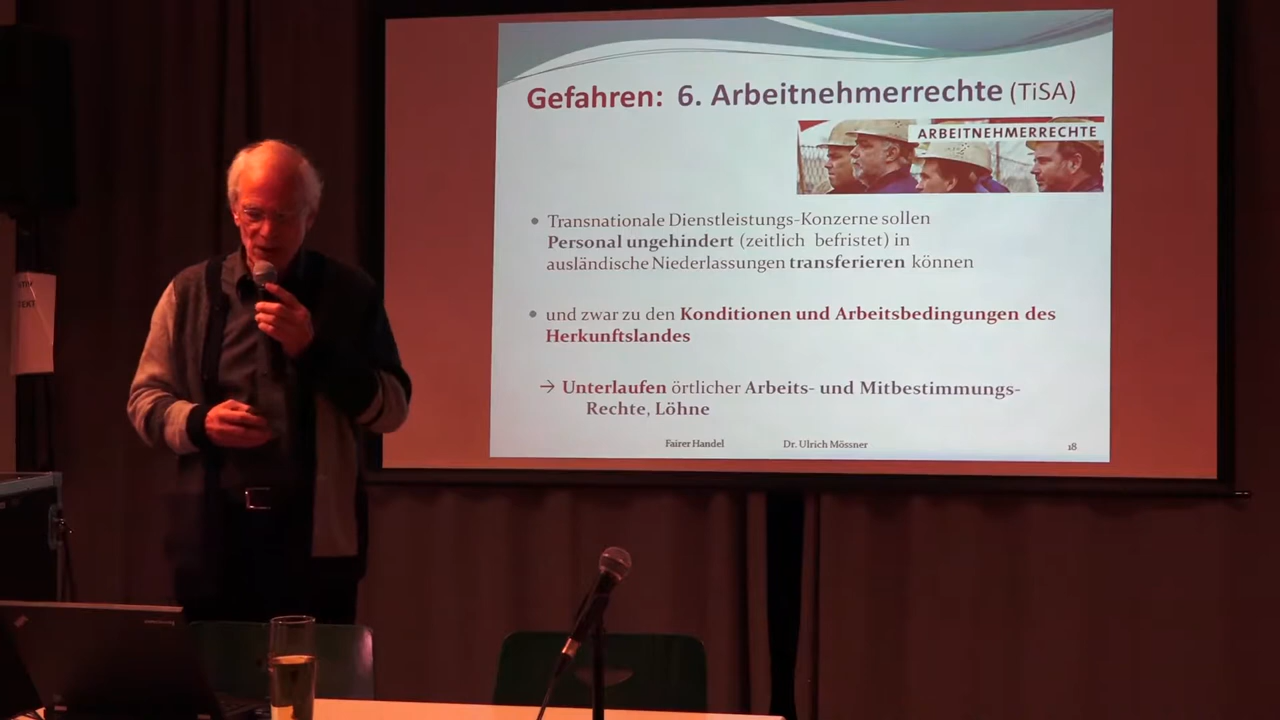 Gefahren: 6. Arbeitnehmerrechte (TiSA)
ARBEITNEHMERRECHTE
• Transnationale Dienstleistungs-Konzerne sollen
Personal ungehindert (zeitlich befristet) in
ausländische Niederlassungen transferieren können
• und zwar zu den Konditionen und Arbeitsbedingungen des
Herkunftslandes
→ Unterlaufen örtlicher Arbeits- und Mitbestimmungs-
Rechte, Löhne
Fairer Handel Dr. Ulrich Mössner 18